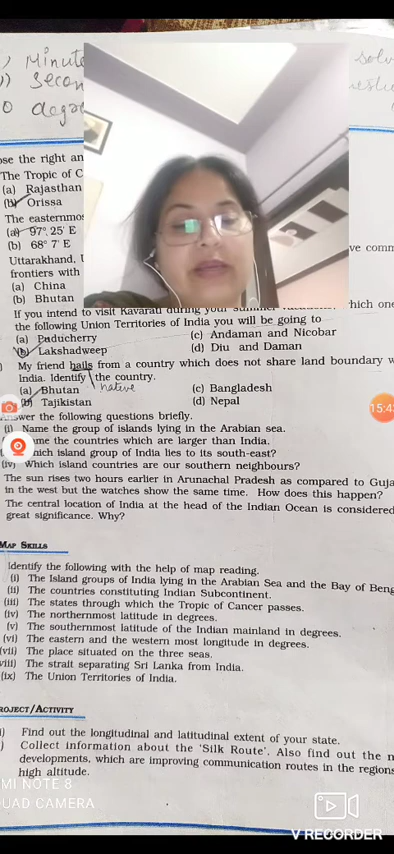 Minute
Secon
degre
solv
ose the right an
The Tropic of C
(a) Rajasthan
(b) Orissa
The easternmos
(a) 97° 25′ E
(b) 68° 7′ E
ve comm
Uttarakhand, U
frontiers with
(a) China
(b) Bhutan
If you intend to visit Kavarati during your summer vacations, which one
the following Union Territories of India you will be going to
(a) Puducherry (c) Andaman and Nicobar
(b) Lakshadweep (d) Diu and Daman
My friend hails from a country which does not share land boundary w
India. Identify the country.
native
(a) Bhutan (c) Bangladesh
(b) Tajikistan (d) Nepal
15:4
nswer the following questions briefly.
(i) Name the group of islands lying in the Arabian sea.
me the countries which are larger than India.
hich island group of India lies to its south-east?
(iv) Which island countries are our southern neighbours?
The sun rises two hours earlier in Arunachal Pradesh as compared to Guja
in the west but the watches show the same time. How does this happen?
The central location of India at the head of the Indian Ocean is considered
great significance. Why?
MAP SKILLS
Identify the following with the help of map reading.
(i) The Island groups of India lying in the Arabian Sea and the Bay of Beng
(ii) The countries constituting Indian Subcontinent.
(iii) The states through which the Tropic of Cancer passes.
(iv) The northernmost latitude in degrees.
(v) The southernmost latitude of the Indian mainland in degrees.
(vi) The eastern and the western most longitude in degrees.
(vii) The place situated on the three seas.
viii) The strait separating Sri Lanka from India.
(ix) The Union Territories of India.
ROJECT/ACTIVITY
Find out the longitudinal and latitudinal extent of your state.
Collect information about the 'Silk Route'. Also find out the n
developments, which are improving communication routes in the regions
high altitude.
MI NOTE 8
UAD CAMERA
V RECORDER